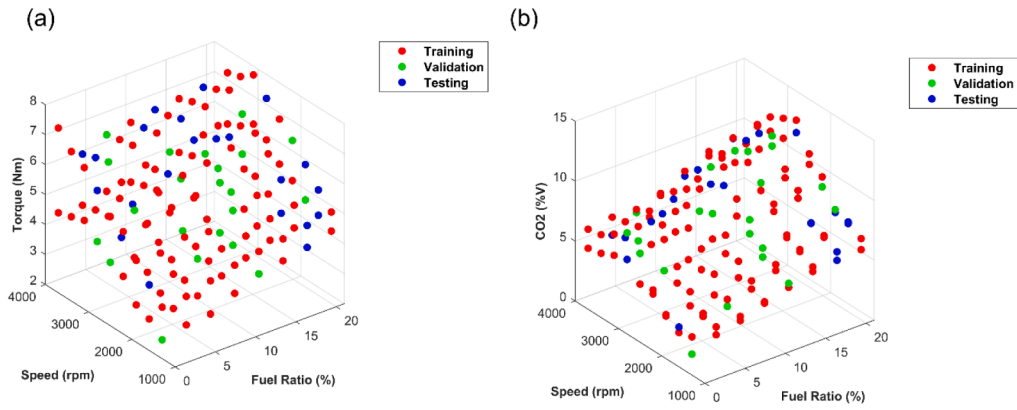 (a)
Training
Validation
Testing
8
7
6
5
4
3
2
Torque (Nm)
4000
3000
2000
1000
Speed (rpm)
0
5
10
15
20
Fuel Ratio (%)
(b)
Training
Validation
Testing
15
10
5
0
CO2 (%V)
4000
3000
2000
1000
Speed (rpm)
0
5
10
15
20
Fuel Ratio (%)